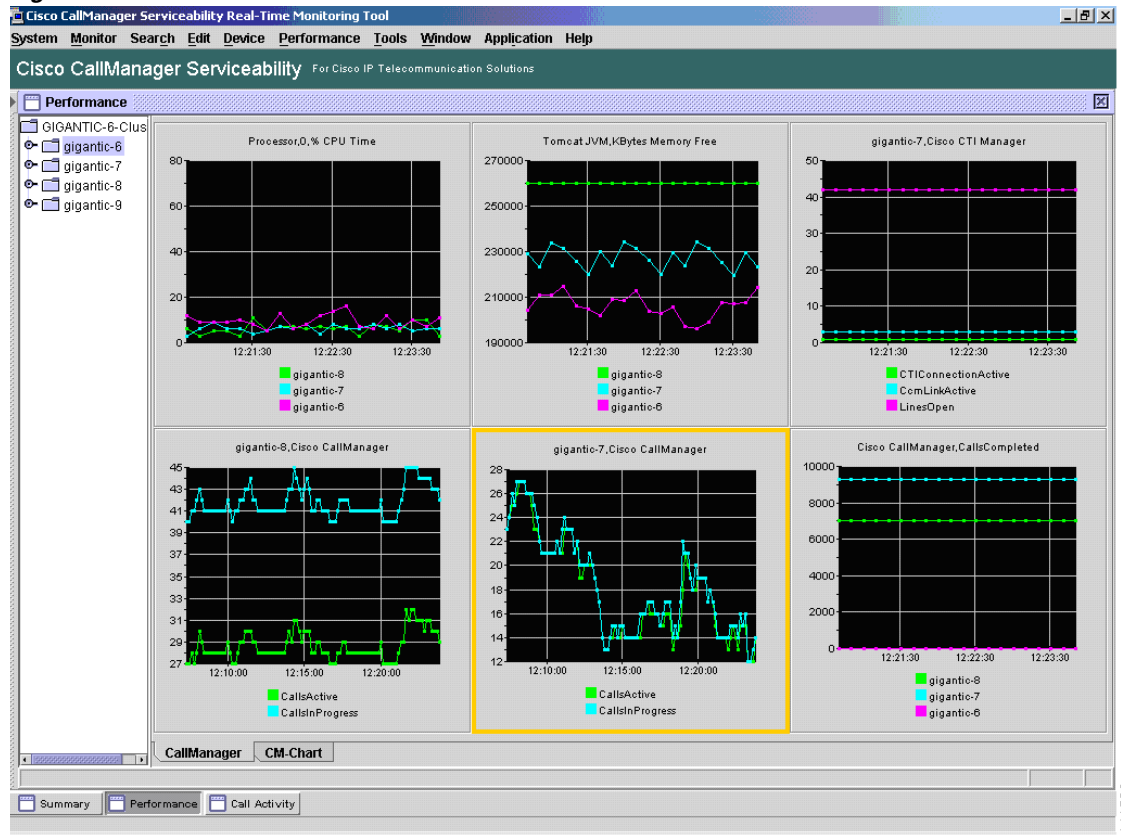 Cisco CallManager Serviceability Real-Time Monitoring Tool
System Monitor Search Edit Device Performance Tools Window Application Help
Cisco CallManager Serviceability For Cisco IP Telecommunication Solutions
Performance
GIGANTIC-6-Clus
gigantic-6
gigantic-7
gigantic-8
gigantic-9
Processor,0,% CPU Time
80
60
40
20
0
12:21:30 12:22:30 12:23:30
gigantic-8
gigantic-7
gigantic-6
Tomcat JVM,KBytes Memory Free
270000
250000
230000
210000
190000
12:21:30 12:22:30 12:23:30
gigantic-8
gigantic-7
gigantic-6
gigantic-7,Cisco CTI Manager
50
40
30
20
10
0
12:21:30 12:22:30 12:23:30
CTIConnectionActive
CcmLinkActive
LinesOpen
gigantic-8,Cisco CallManager
45
43
41
39
37
35
33
31
29
27
12:10:00 12:15:00 12:20:00
CallsActive
CallsInProgress
gigantic-7,Cisco CallManager
28
26
24
22
20
18
16
14
12
12:10:00 12:15:00 12:20:00
CallsActive
CallsInProgress
Cisco CallManager,CallsCompleted
10000
8000
6000
4000
2000
0
12:21:30 12:22:30 12:23:30
gigantic-8
gigantic-7
gigantic-6
CallManager CM-Chart
Summary Performance Call Activity